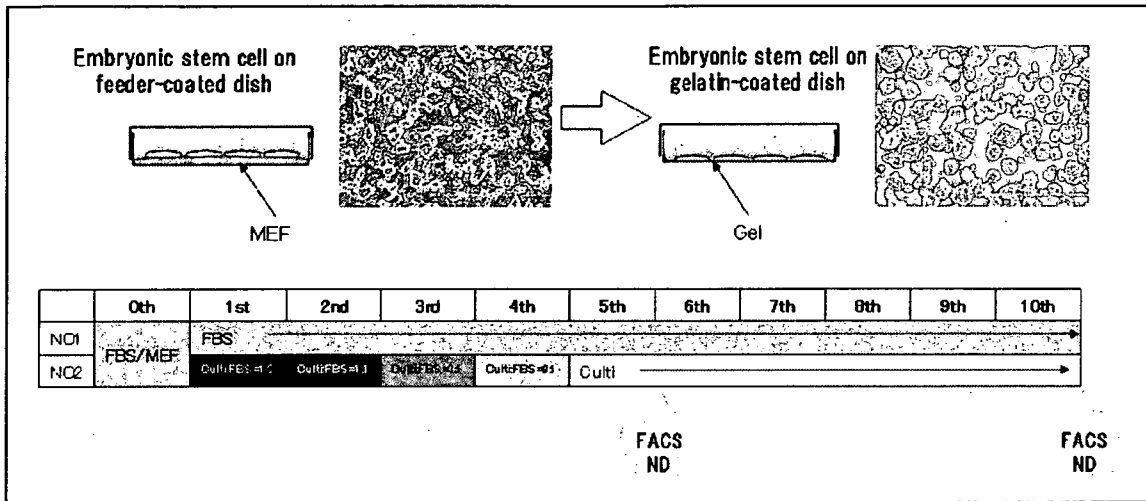 Embryonic stem cell on
feeder-coated dish
MEF
Embryonic stem cell on
gelatin-coated dish
Gel
0th 1st 2nd 3rd 4th 5th 6th 7th 8th 9th 10th
NO1 FBS/MEF FBS
NO2 Culti
FACS
ND
FACS
ND